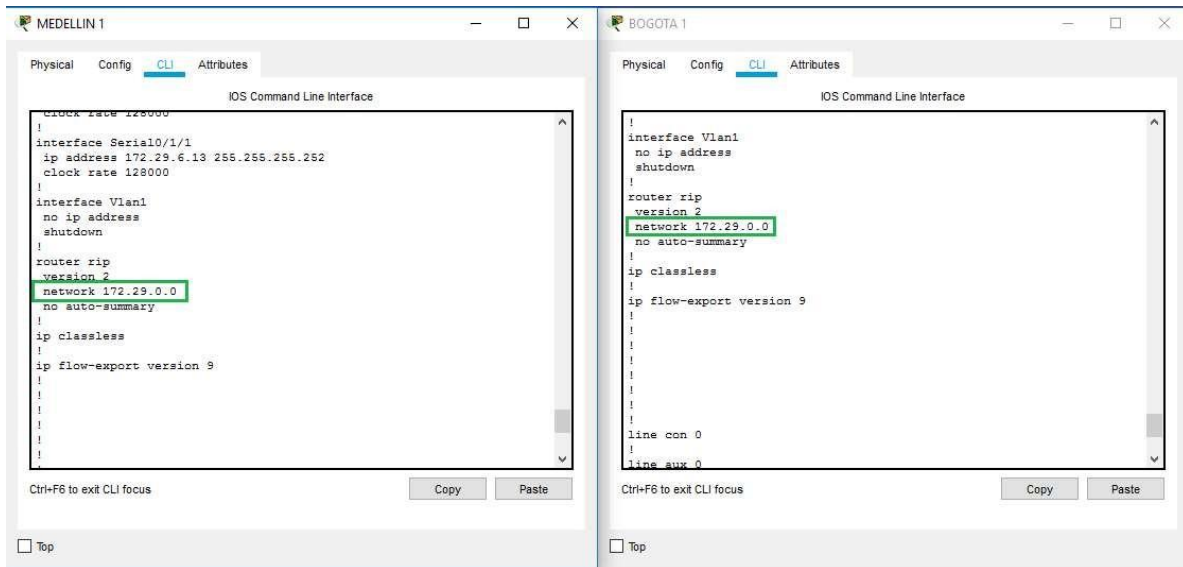 MEDELLIN 1
Physical Config CLI Attributes
IOS Command Line Interface
clock rate 128000
!
interface Serial0/1/1
ip address 172.29.6.13 255.255.255.252
clock rate 128000
!
interface Vlan1
no ip address
shutdown
!
router rip
version 2
network 172.29.0.0
no auto-summary
!
ip classless
!
ip flow-export version 9
!
!
!
!
!
!
Ctrl+F6 to exit CLI focus
Copy Paste
Top
BOGOTA 1
Physical Config CLI Attributes
IOS Command Line Interface
!
interface Vlan1
no ip address
shutdown
!
router rip
version 2
network 172.29.0.0
no auto-summary
!
ip classless
!
ip flow-export version 9
!
!
!
!
!
!
!
!
line con 0
!
line aux 0
Ctrl+F6 to exit CLI focus
Copy Paste
Top